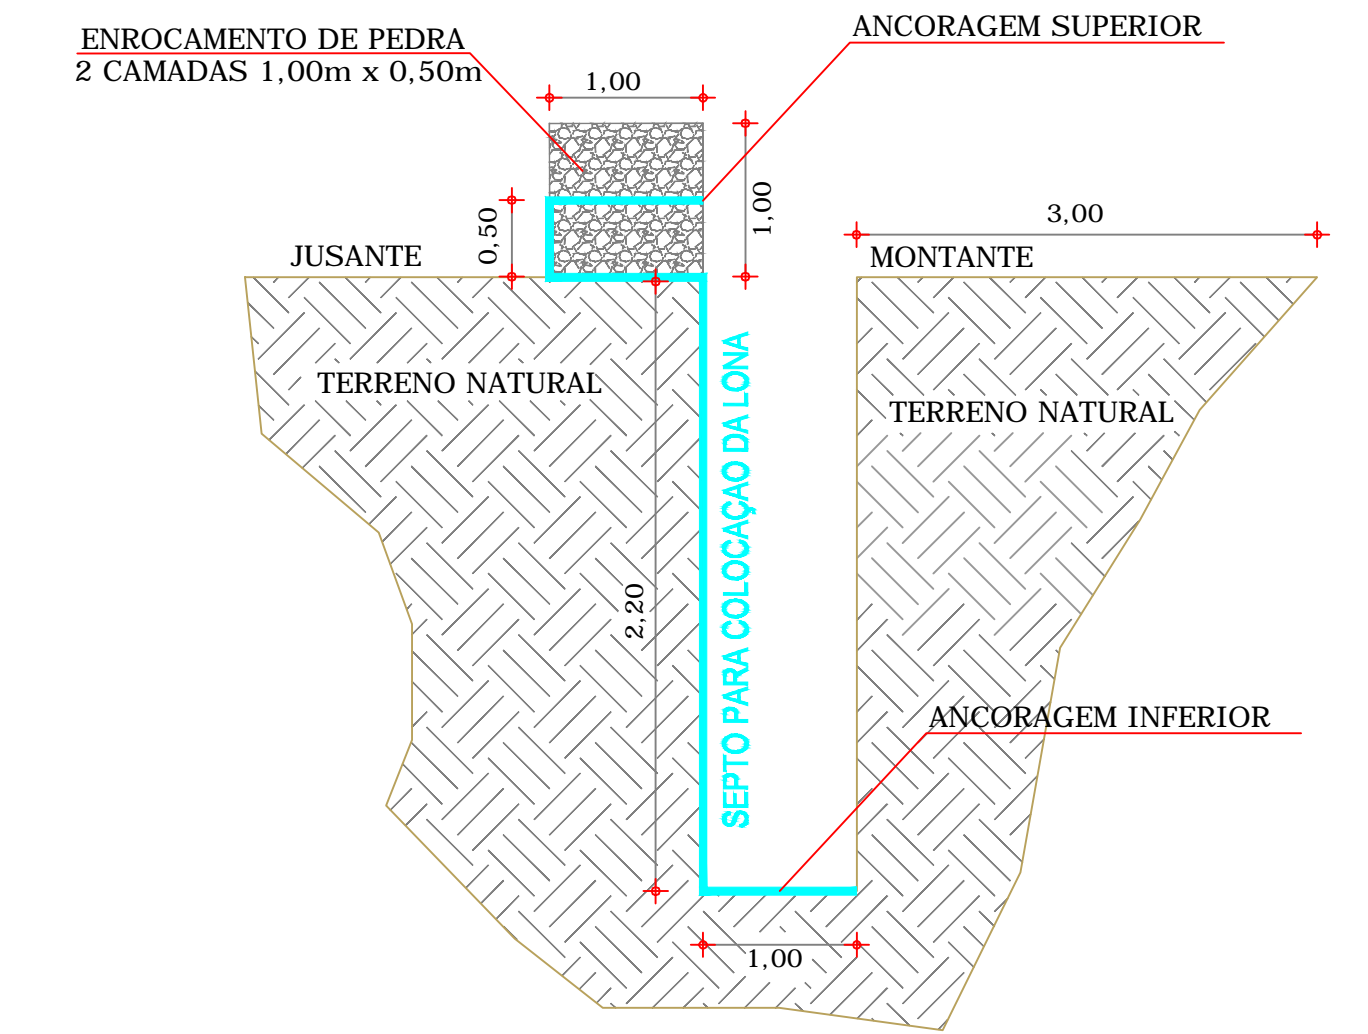 ANCORAGEM SUPERIOR
ENROCAMENTO DE PEDRA
2 CAMADAS 1,00m x 0,50m
1,00
1,00
0,50
3,00
JUSANTE
MONTANTE
TERRENO NATURAL
TERRENO NATURAL
SEPTO PARA COLOCAÇAO DA LONA
2,20
ANCORAGEM INFERIOR
1,00